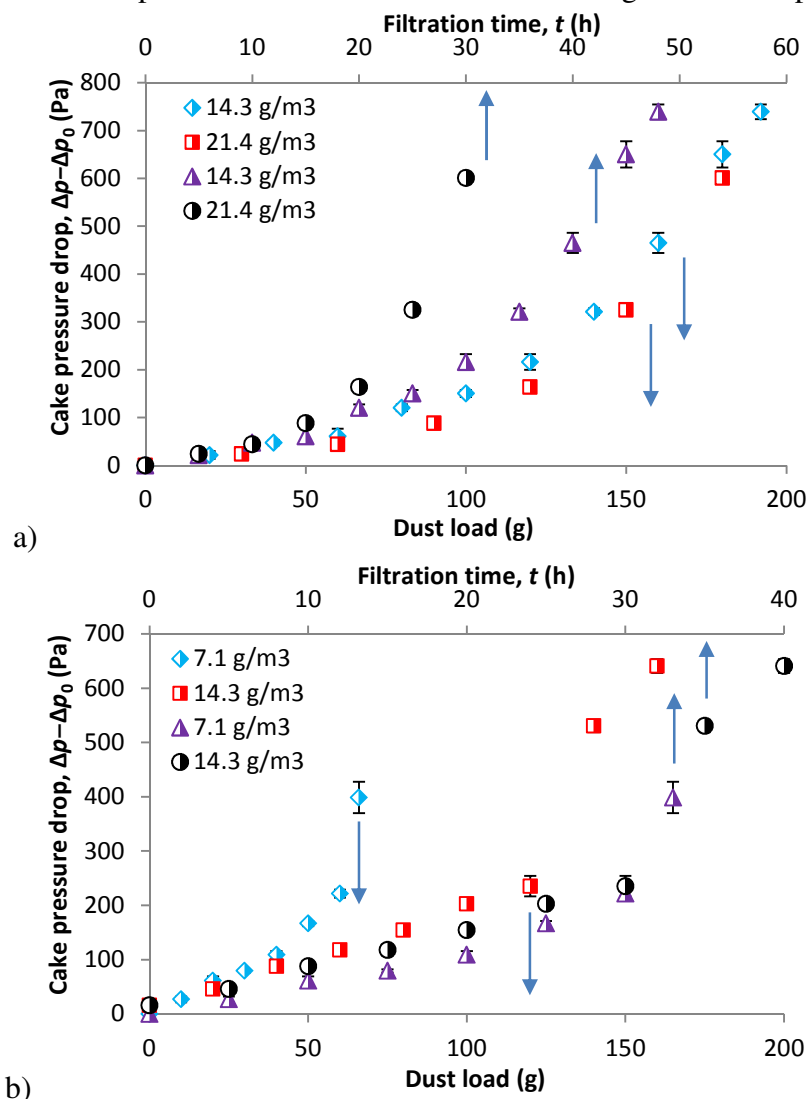 Filtration time, t (h)
0 10 20 30 40 50 60
800
700
600
500
400
300
200
100
0
Cake pressure drop, Δp−Δp0 (Pa)
14.3 g/m3
21.4 g/m3
14.3 g/m3
21.4 g/m3
0 50 100 150 200
Dust load (g)
a)
Filtration time, t (h)
0 10 20 30 40
700
600
500
400
300
200
100
0
Cake pressure drop, Δp−Δp0 (Pa)
7.1 g/m3
14.3 g/m3
7.1 g/m3
14.3 g/m3
0 50 100 150 200
Dust load (g)
b)